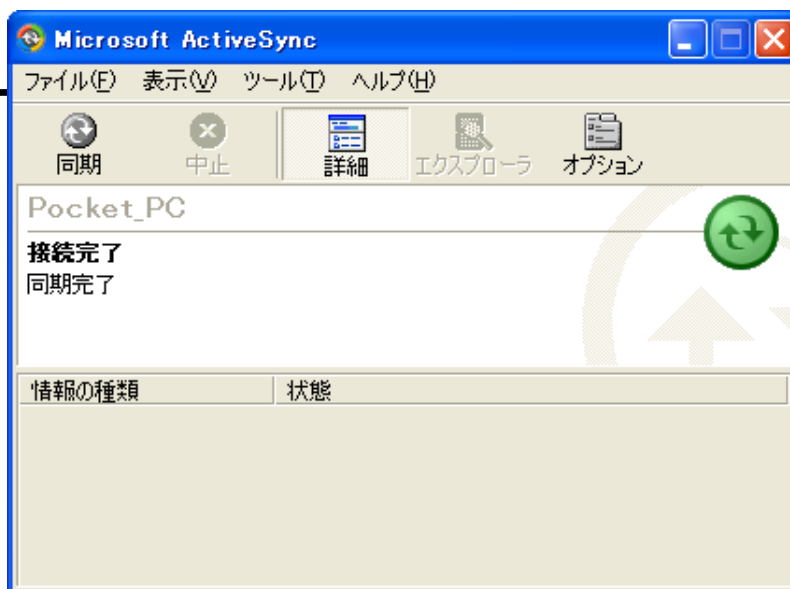 Microsoft ActiveSync
ファイル(F) 表示(V) ツール(T) ヘルプ(H)
同期 中止 詳細 エクスプローラ オプション
Pocket_PC
接続完了
同期完了
情報の種類 状態